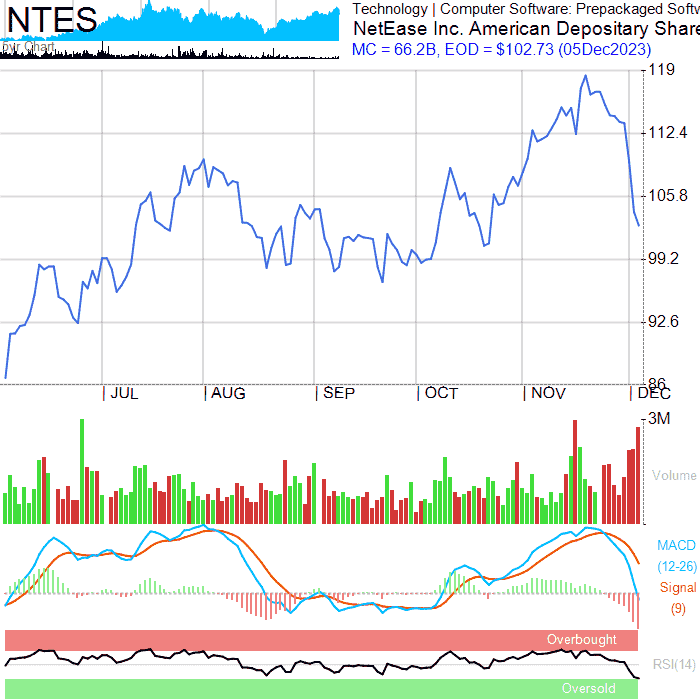 NTES
Technology | Computer Software: Prepackaged Softw
NetEase Inc. American Depositary Share
MC = 66.2B, EOD = $102.73 (05Dec2023)
119
112.4
105.8
99.2
92.6
86
| JUL | AUG | SEP | OCT | NOV | DEC
3M
Volume
MACD
(12-26)
Signal
(9)
Overbought
RSI(14)
Oversold